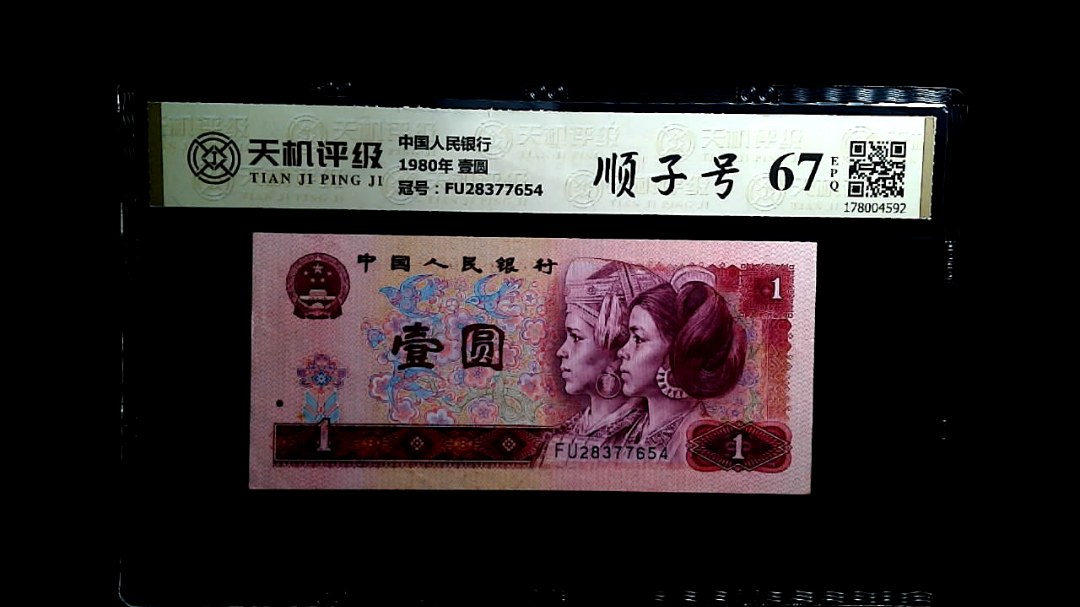 天机评级
TIAN JI PING JI
中国人民银行
1980年 壹圆
冠号：FU28377654
顺子号
67
EPQ
178004592
中国人民银行
1
壹圆
1
FU28377654
1